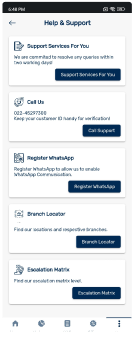 6:48 PM
Help & Support
Support Services For You
We are commited to resolve any queries within
two working days!
Support Services For You
Call Us
022-45297300
Keep your customer ID handy for verification!
Call Support
Register WhatsApp
Register WhatsApp to allow us to enable
WhatsApp Communication.
Register WhatsApp
Branch Locator
Find our locations and respective branches.
Branch Locator
Escalation Matrix
Find our escalation matrix level.
Escalation Matrix